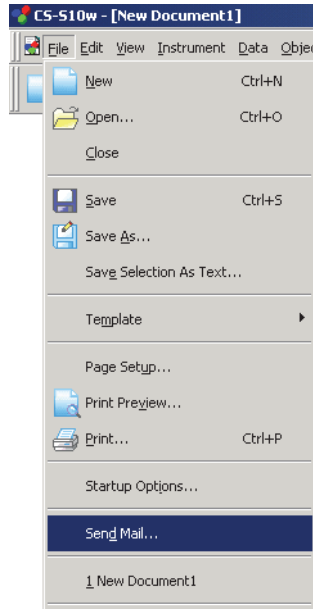 CS-S10w - [New Document1]
File Edit View Instrument Data Objec
New Ctrl+N
Open... Ctrl+O
Close
Save Ctrl+S
Save As...
Save Selection As Text...
Template
Page Setup...
Print Preview...
Print... Ctrl+P
Startup Options...
Send Mail...
1 New Document1